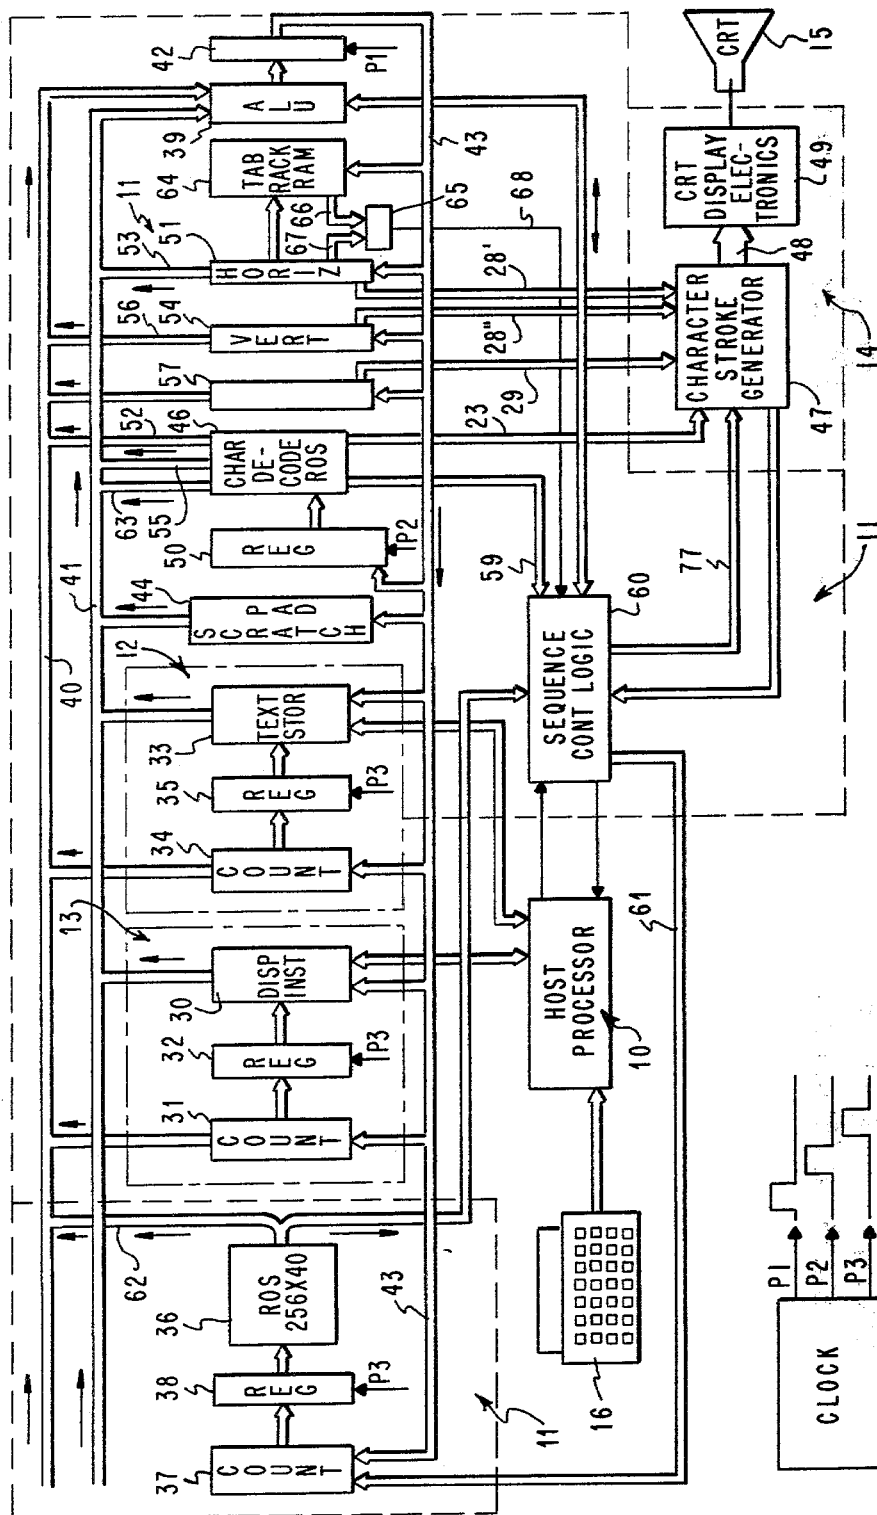 40
41
37
COUNT
38
REG
P3
36
ROS
256X40
62
43
11
31
COUNT
32
REG
P3
30
DISP
INST
13
34
COUNT
35
REG
P3
33
TEXT
STOR
12
44
SCRATCH
PAD
50
REG
P2
63
55
52
46
CHAR
DE-
CODE
ROS
57
56
54
VERT
53
51
HORIZ
11
64
TAB
RACK
RAM
66
67
65
39
ALU
42
P1
43
68
28'
28"
29
23
59
16
HOST
PROCESSOR
10
61
SEQUENCE
CONT LOGIC
60
77
11
CHARACTER
STROKE
GENERATOR
47
48
CRT
DISPLAY
ELEC-
TRONICS
49
14
CRT
15
CLOCK
P1
P2
P3